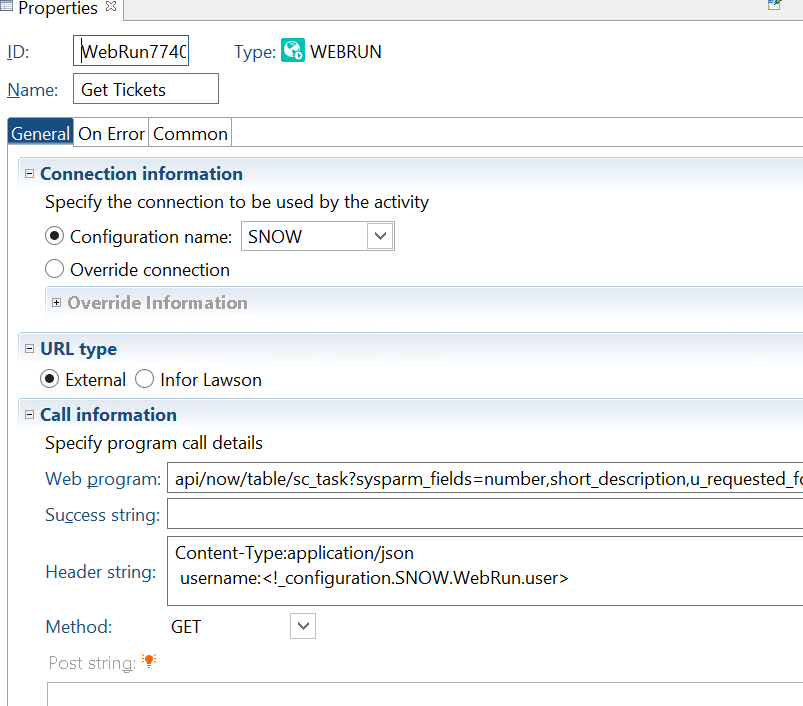 Properties
ID: WebRun774 Type: WEBRUN
Name: Get Tickets
General On Error Common
Connection information
Specify the connection to be used by the activity
Configuration name: SNOW
Override connection
Override Information
URL type
External Infor Lawson
Call information
Specify program call details
Web program: api/now/table/sc_task?sysparm_fields=number,short_description,u_requested_fo
Success string:
Header string: Content-Type:application/json
username:<!_configuration.SNOW.WebRun.user>
Method: GET
Post string: